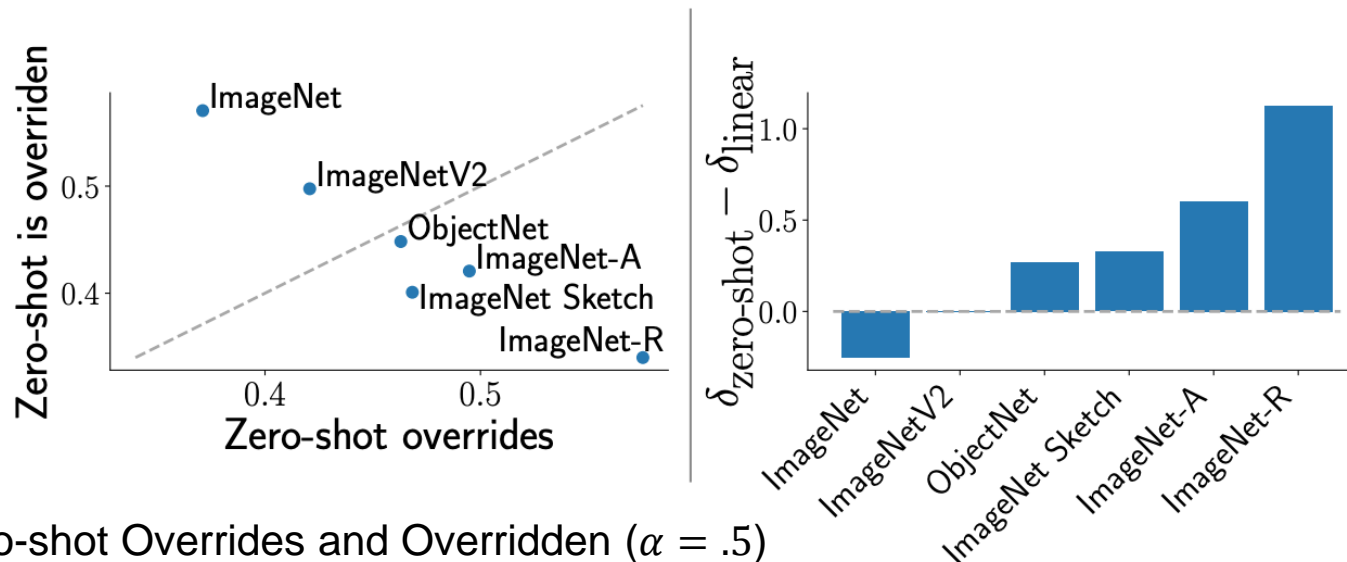 Zero-shot is overriden
ImageNet
ImageNetV2
0.5
ObjectNet
ImageNet-A
0.4
ImageNet Sketch
ImageNet-R
0.4
0.5
Zero-shot overrides
δzero-shot − δlinear
1.0
0.5
0.0
ImageNet
ImageNetV2
ObjectNet
ImageNet Sketch
ImageNet-A
ImageNet-R
o-shot Overrides and Overridden (α = .5)